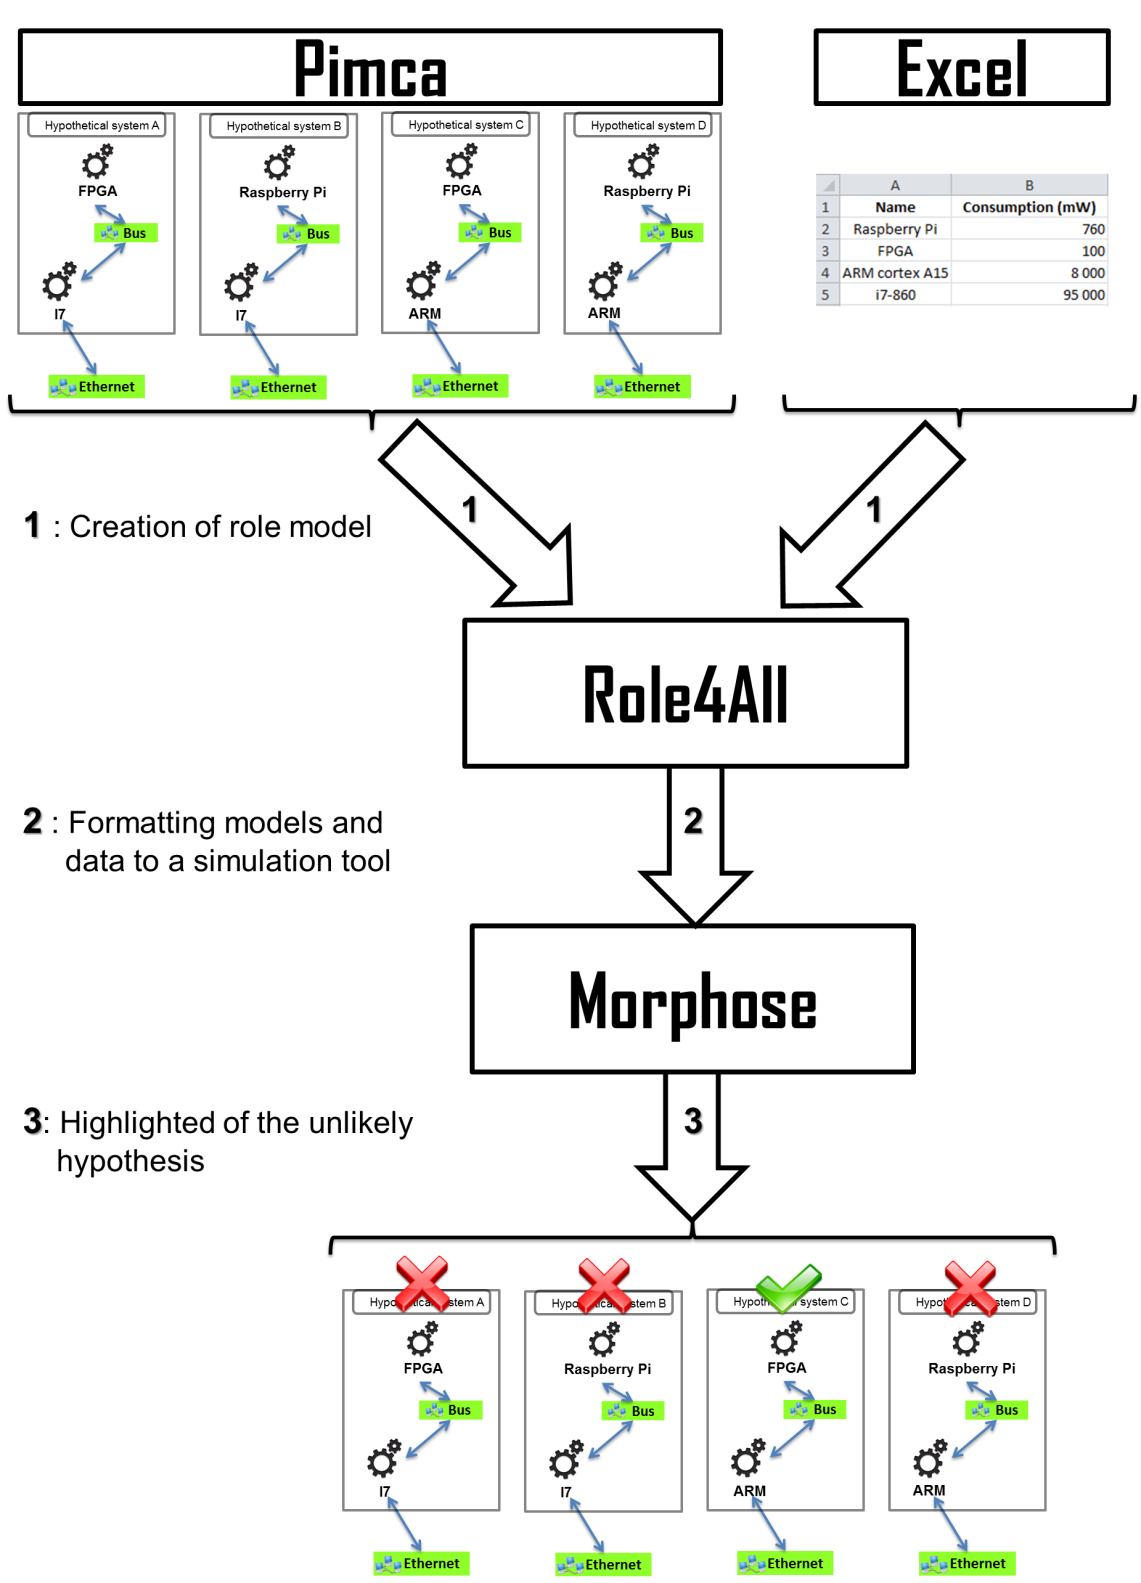 Pimca
Excel
Hypothetical system A
Hypothetical system B
Hypothetical system C
Hypothetical system D
FPGA
Raspberry Pi
FPGA
Raspberry Pi
Bus
Bus
Bus
Bus
I7
I7
ARM
ARM
Ethernet
Ethernet
Ethernet
Ethernet
A B
1 Name Consumption (mW)
2 Raspberry Pi 760
3 FPGA 100
4 ARM cortex A15 8 000
5 i7-860 95 000
1
1
1 : Creation of role model
Role4All
2 : Formatting models and
data to a simulation tool
2
Morphose
3: Highlighted of the unlikely
hypothesis
3
system A
system B
system C
system D
FPGA
Raspberry Pi
FPGA
Raspberry Pi
Bus
Bus
Bus
Bus
I7
I7
ARM
ARM
Ethernet
Ethernet
Ethernet
Ethernet